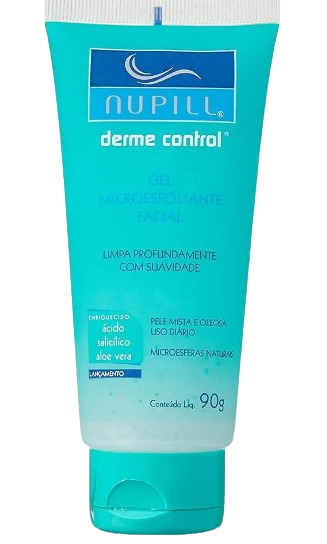 NUPILL®
derme control®
GEL
MICROESFOLIANTE
FACIAL
LIMPA PROFUNDAMENTE
COM SUAVIDADE
ENRIQUECIDO
ácido
salicílico
aloe vera
LANÇAMENTO
PELE MISTA E OLEOSA
USO DIÁRIO
MICROESFERAS NATURAIS
Conteúdo Líq. 90g